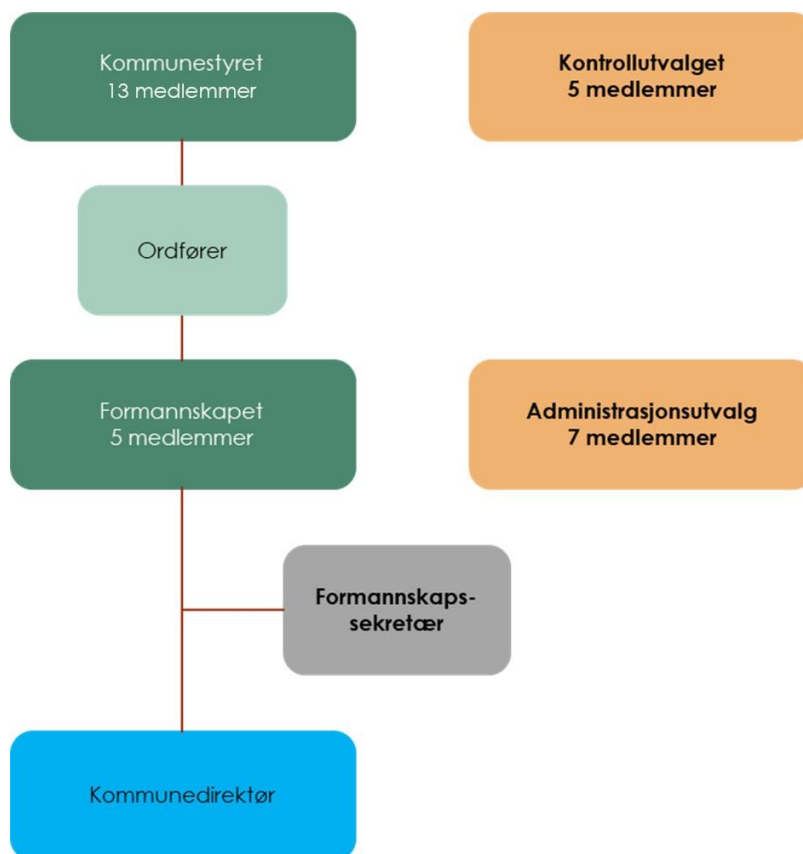 Kommunestyret
13 medlemmer
Kontrollutvalget
5 medlemmer
Ordfører
Formannskapet
5 medlemmer
Administrasjonsutvalg
7 medlemmer
Formannskaps-
sekretær
Kommunedirektør